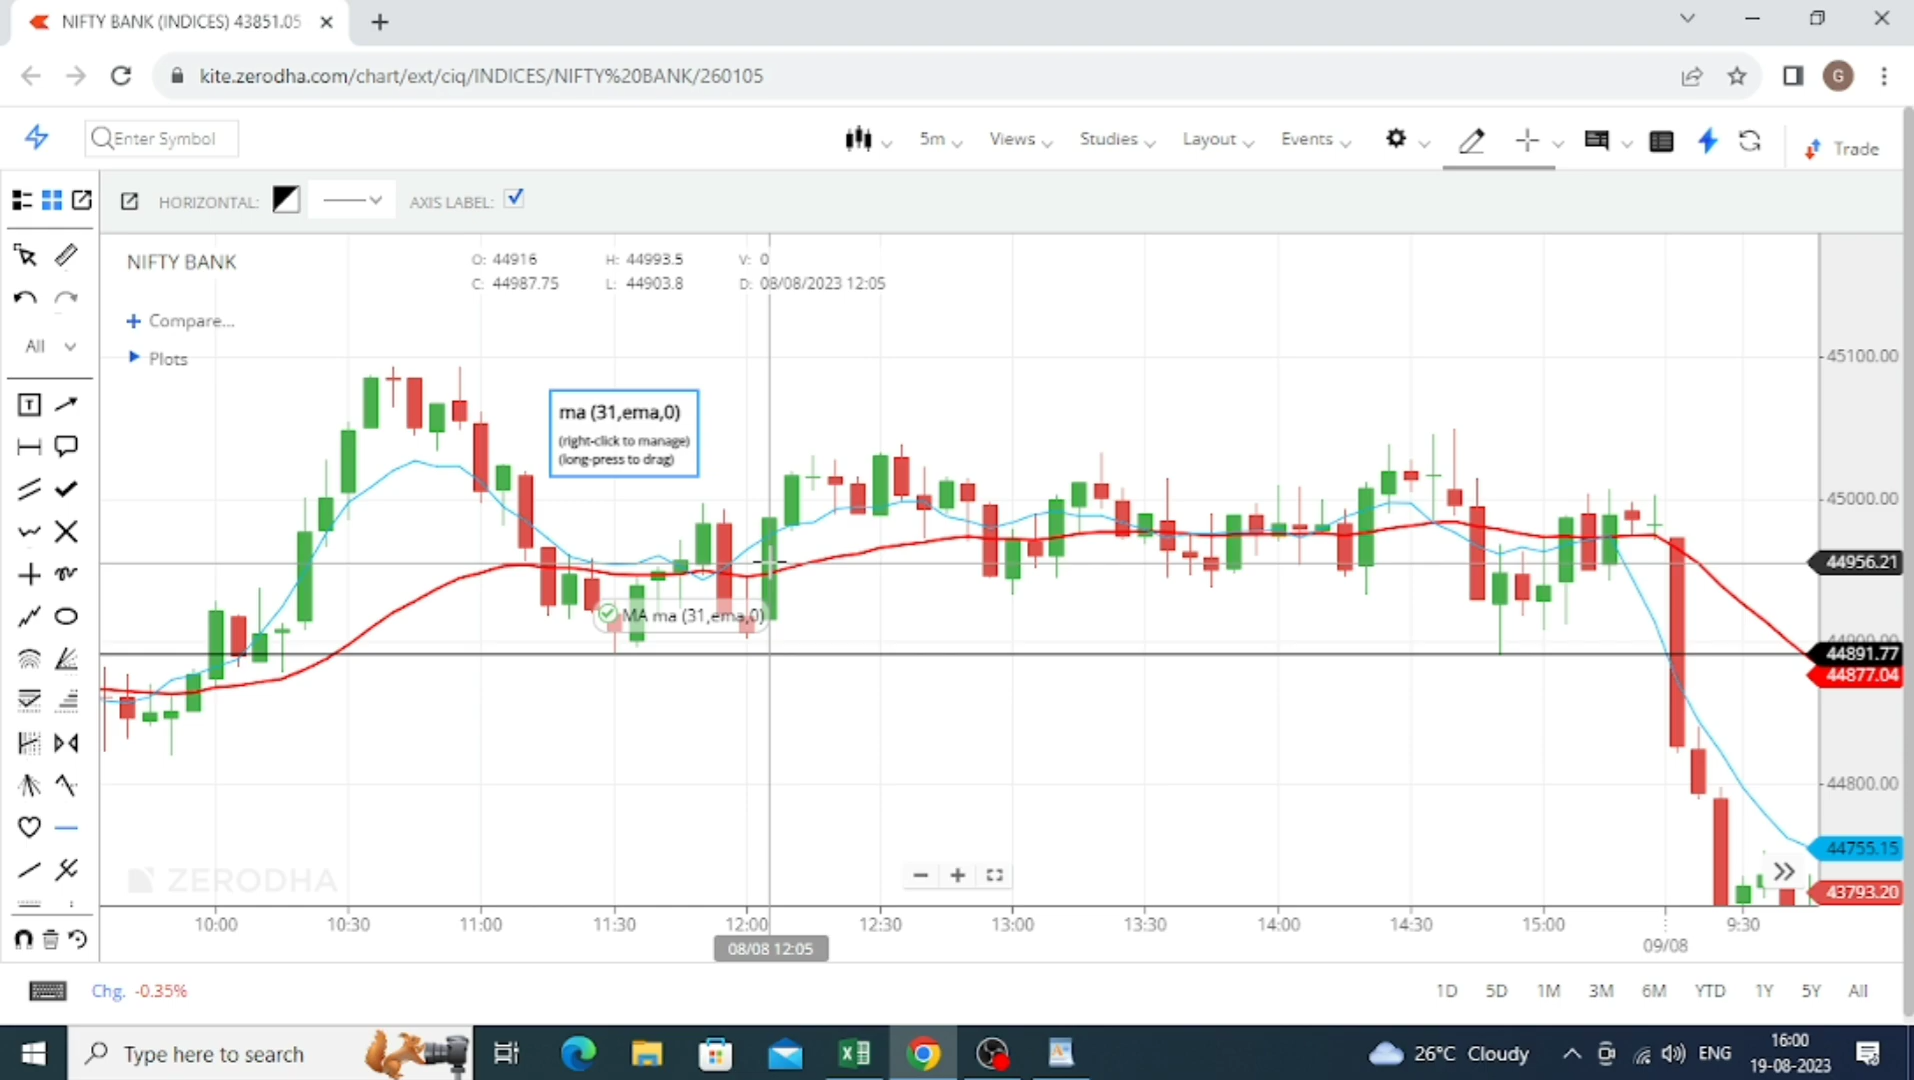 NIFTY BANK (INDICES) 43851.05
kite.zerodha.com/chart/ext/ciq/INDICES/NIFTY%20BANK/260105
G
Enter Symbol
5m
Views
Studies
Layout
Events
Trade
HORIZONTAL:
AXIS LABEL:
NIFTY BANK
O: 44916
H: 44993.5
V: 0
C: 44987.75
L: 44903.8
D: 08/08/2023 12:05
Compare...
Plots
All
T
ma (31,ema,0)
(right-click to manage)
(long-press to drag)
MA ma (31,ema,0)
45100.00
45000.00
44956.21
44900.00
44891.77
44877.04
44800.00
44755.15
43793.20
ZERODHA
10:00
10:30
11:00
11:30
12:00
12:30
13:00
13:30
14:00
14:30
15:00
9:30
08/08 12:05
09/08
Chg. -0.35%
1D
5D
1M
3M
6M
YTD
1Y
5Y
All
Type here to search
26°C Cloudy
ENG
16:00
19-08-2023